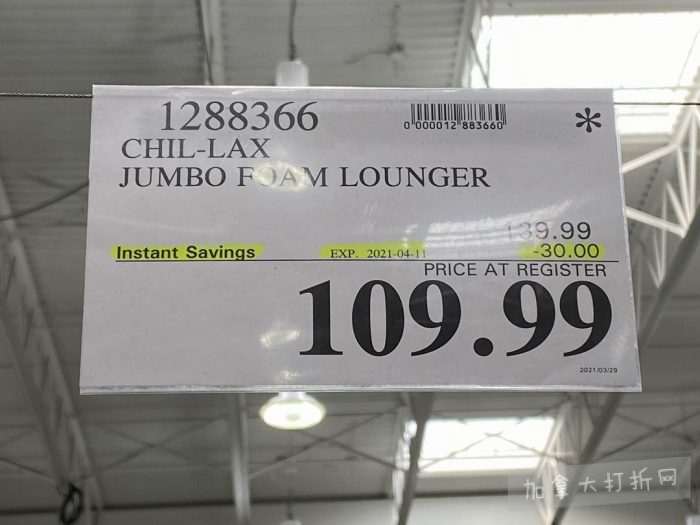 1288366
0 000012 883660
*
CHIL-LAX
JUMBO FOAM LOUNGER
139.99
Instant Savings EXP. 2021-04-11 -30.00
PRICE AT REGISTER
109.99
2021/03/29
加拿大打折网